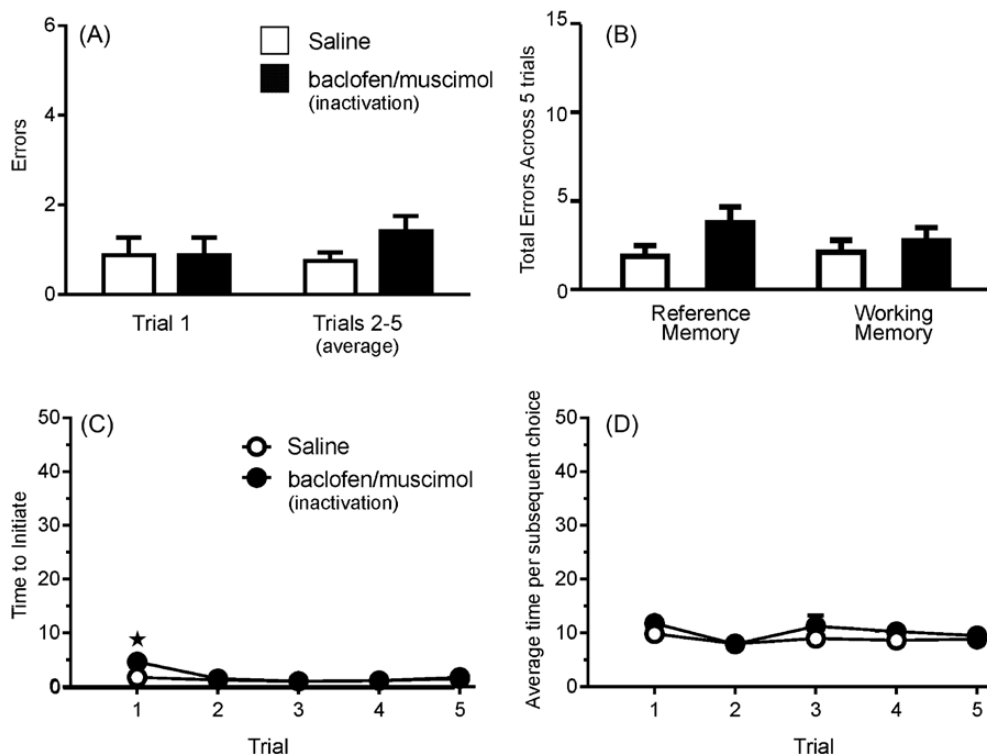 (A)
6
4
2
0
Errors
Saline
baclofen/muscimol
(inactivation)
Trial 1
Trials 2-5
(average)
(B)
15
10
5
0
Total Errors Across 5 trials
Reference
Memory
Working
Memory
(C)
50
40
30
20
10
0
Time to Initiate
Saline
baclofen/muscimol
(inactivation)
1 2 3 4 5
Trial
(D)
50
40
30
20
10
0
Average time per subsequent choice
1 2 3 4 5
Trial